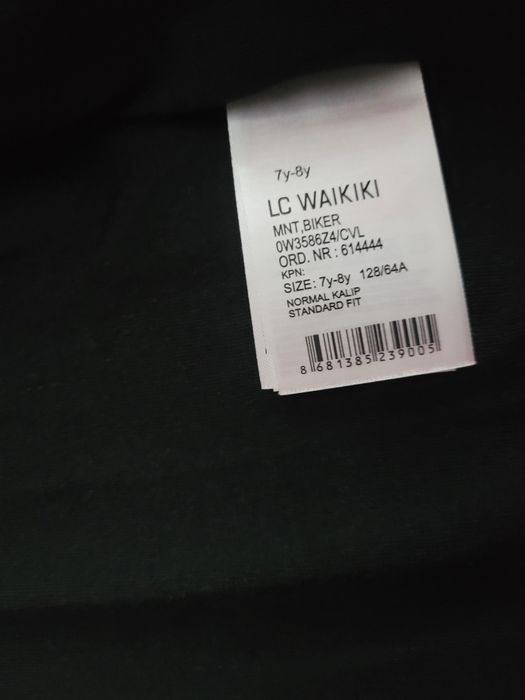 7y-8y
LC WAIKIKI
MNT,BIKER
0W3586Z4/CVL
ORD. NR : 614444
KPN:
SIZE: 7y-8y 128/64A
NORMAL KALIP
STANDARD FIT
8 681385 239005